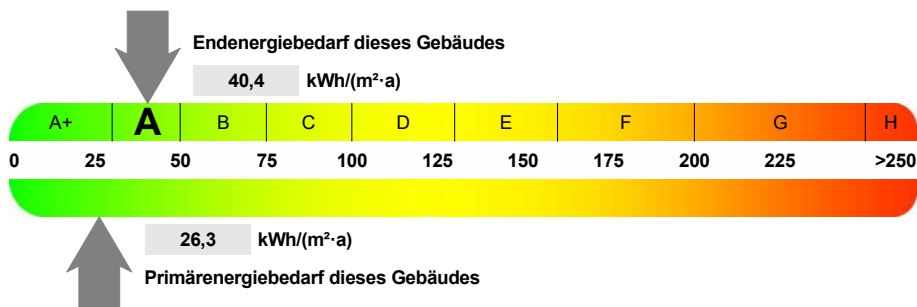 Endenergiebedarf dieses Gebäudes
40,4 kWh/(m²·a)
A+ A B C D E F G H
0 25 50 75 100 125 150 175 200 225 >250
26,3 kWh/(m²·a)
Primärenergiebedarf dieses Gebäudes